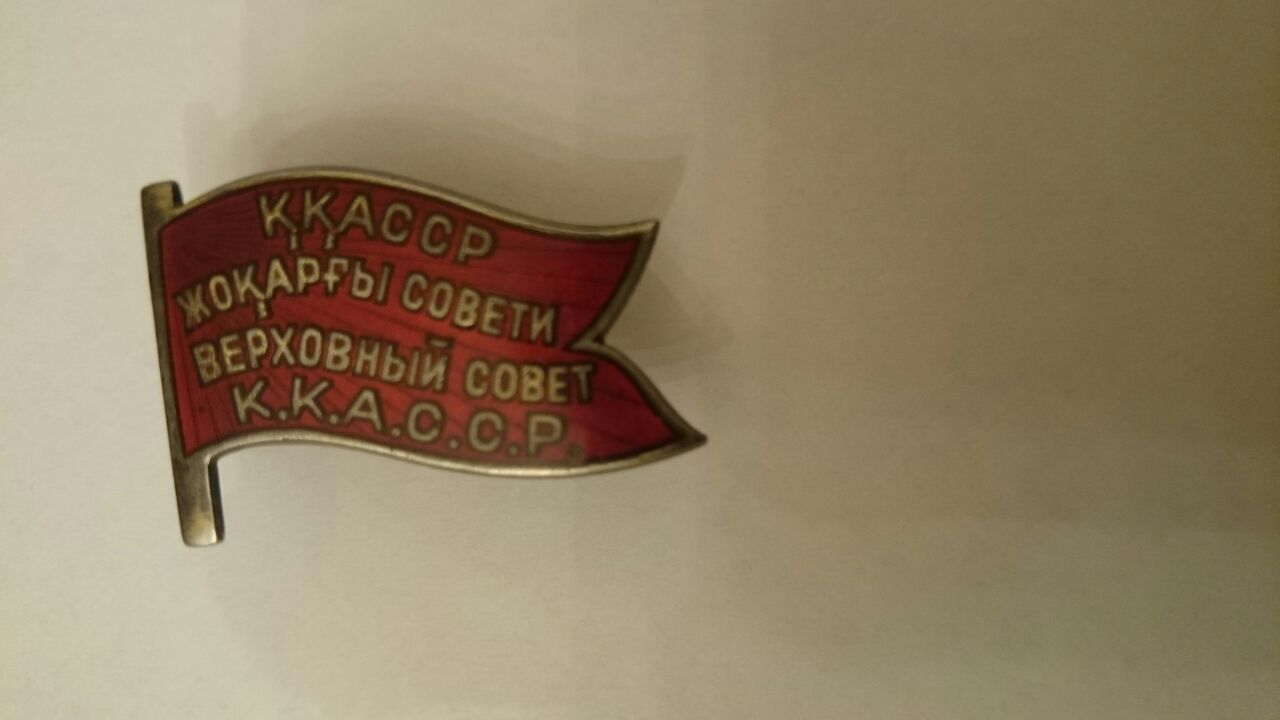 ҚҚАССР
ЖОҚАРҒЫ СОВЕТИ
ВЕРХОВНЫЙ СОВЕТ
К.К.А.С.С.Р.